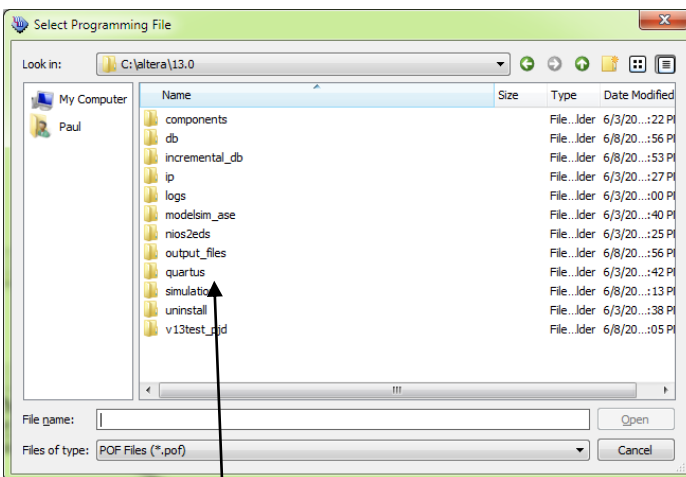 Select Programming File
Look in: C:\altera\13.0
My Computer
Paul
Name Size Type Date Modified
components File...lder 6/3/20...:22 P
db File...lder 6/8/20...:56 P
incremental_db File...lder 6/8/20...:53 P
ip File...lder 6/3/20...:27 P
logs File...lder 6/3/20...:00 P
modelsim_ase File...lder 6/3/20...:40 P
nios2eds File...lder 6/3/20...:25 P
output_files File...lder 6/8/20...:56 P
quartus File...lder 6/3/20...:42 P
simulation File...lder 6/8/20...:13 P
uninstall File...lder 6/3/20...:38 P
v13test_pjd File...lder 6/8/20...:05 P
File name: Open
Files of type: POF Files (*.pof) Cancel